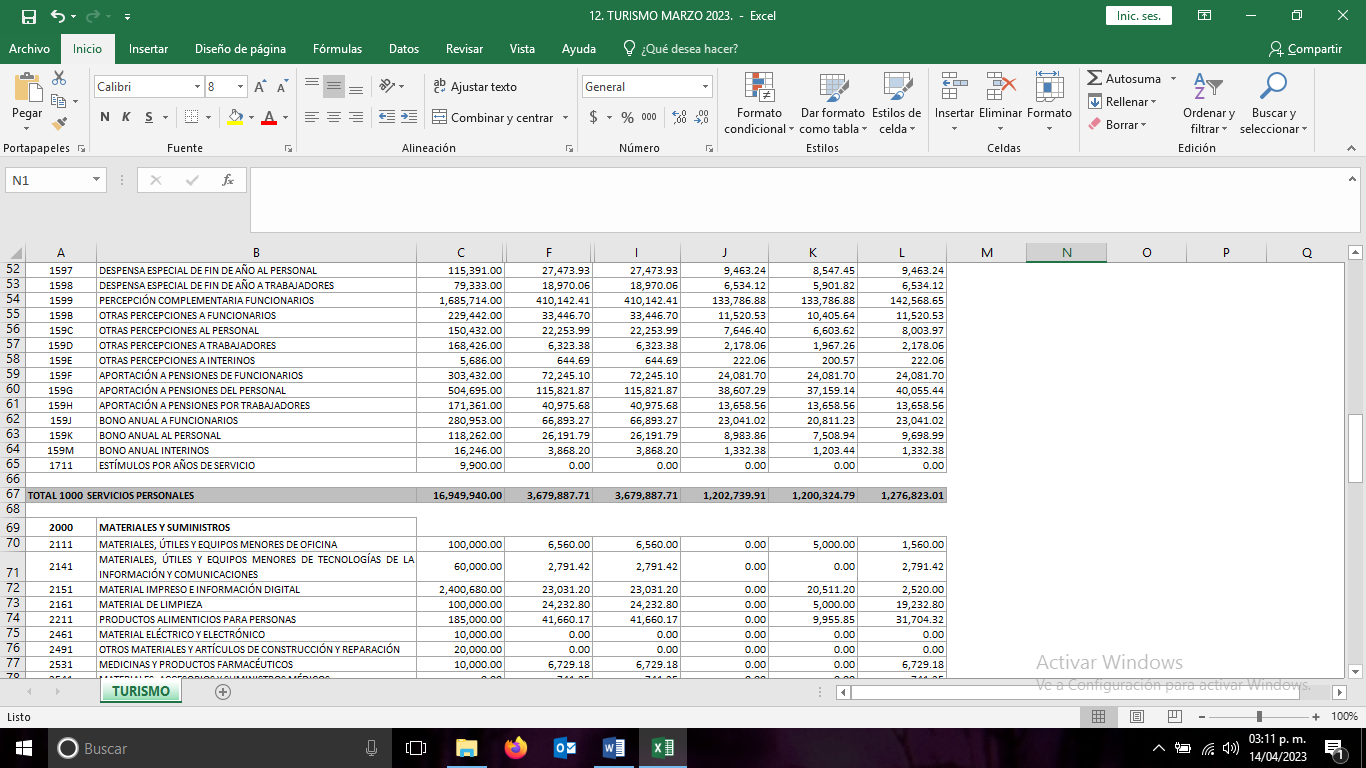 12. TURISMO MARZO 2023. - Excel
Inic. ses.
Archivo Inicio Insertar Diseño de página Fórmulas Datos Revisar Vista Ayuda ¿Qué desea hacer? Compartir
Pegar
Calibri 8
N K S
Ajustar texto
Combinar y centrar
General
$ % 000
Formato condicional
Dar formato como tabla
Estilos de celda
Insertar Eliminar Formato
Autosuma
Rellenar
Borrar
Ordenar y filtrar
Buscar y seleccionar
Portapapeles Fuente Alineación Número Estilos Celdas Edición
N1 fx
A B C F I J K L M N O P Q
52 1597 DESPENSA ESPECIAL DE FIN DE AÑO AL PERSONAL 115,391.00 27,473.93 27,473.93 9,463.24 8,547.45 9,463.24
53 1598 DESPENSA ESPECIAL DE FIN DE AÑO A TRABAJADORES 79,333.00 18,970.06 18,970.06 6,534.12 5,901.82 6,534.12
54 1599 PERCEPCIÓN COMPLEMENTARIA FUNCIONARIOS 1,685,714.00 410,142.41 410,142.41 133,786.88 133,786.88 142,568.65
55 159B OTRAS PERCEPCIONES A FUNCIONARIOS 229,442.00 33,446.70 33,446.70 11,520.53 10,405.64 11,520.53
56 159C OTRAS PERCEPCIONES AL PERSONAL 150,432.00 22,253.99 22,253.99 7,646.40 6,603.62 8,003.97
57 159D OTRAS PERCEPCIONES A TRABAJADORES 168,426.00 6,323.38 6,323.38 2,178.06 1,967.26 2,178.06
58 159E OTRAS PERCEPCIONES A INTERINOS 5,686.00 644.69 644.69 222.06 200.57 222.06
59 159F APORTACIÓN A PENSIONES DE FUNCIONARIOS 303,432.00 72,245.10 72,245.10 24,081.70 24,081.70 24,081.70
60 159G APORTACIÓN A PENSIONES DEL PERSONAL 504,695.00 115,821.87 115,821.87 38,607.29 37,159.14 40,055.44
61 159H APORTACIÓN A PENSIONES POR TRABAJADORES 171,361.00 40,975.68 40,975.68 13,658.56 13,658.56 13,658.56
62 159J BONO ANUAL A FUNCIONARIOS 280,953.00 66,893.27 66,893.27 23,041.02 20,811.23 23,041.02
63 159K BONO ANUAL AL PERSONAL 118,262.00 26,191.79 26,191.79 8,983.86 7,508.94 9,698.99
64 159M BONO ANUAL INTERINOS 16,246.00 3,868.20 3,868.20 1,332.38 1,203.44 1,332.38
65 1711 ESTÍMULOS POR AÑOS DE SERVICIO 9,900.00 0.00 0.00 0.00 0.00 0.00
66
67 TOTAL 1000 SERVICIOS PERSONALES 16,949,940.00 3,679,887.71 3,679,887.71 1,202,739.91 1,200,324.79 1,276,823.01
68
69 2000 MATERIALES Y SUMINISTROS
70 2111 MATERIALES, ÚTILES Y EQUIPOS MENORES DE OFICINA 100,000.00 6,560.00 6,560.00 0.00 5,000.00 1,560.00
71 2141 MATERIALES, ÚTILES Y EQUIPOS MENORES DE TECNOLOGÍAS DE LA
INFORMACIÓN Y COMUNICACIONES 60,000.00 2,791.42 2,791.42 0.00 0.00 2,791.42
72 2151 MATERIAL IMPRESO E INFORMACIÓN DIGITAL 2,400,680.00 23,031.20 23,031.20 0.00 20,511.20 2,520.00
73 2161 MATERIAL DE LIMPIEZA 100,000.00 24,232.80 24,232.80 0.00 5,000.00 19,232.80
74 2211 PRODUCTOS ALIMENTICIOS PARA PERSONAS 185,000.00 41,660.17 41,660.17 0.00 9,955.85 31,704.32
75 2461 MATERIAL ELÉCTRICO Y ELECTRÓNICO 10,000.00 0.00 0.00 0.00 0.00 0.00
76 2491 OTROS MATERIALES Y ARTÍCULOS DE CONSTRUCCIÓN Y REPARACIÓN 20,000.00 0.00 0.00 0.00 0.00 0.00
77 2531 MEDICINAS Y PRODUCTOS FARMACÉUTICOS 10,000.00 6,729.18 6,729.18 0.00 0.00 6,729.18
78
Activar Windows
Ve a Configuración para activar Windows.
TURISMO
Listo 100%
Buscar
03:11 p. m.
14/04/2023
1